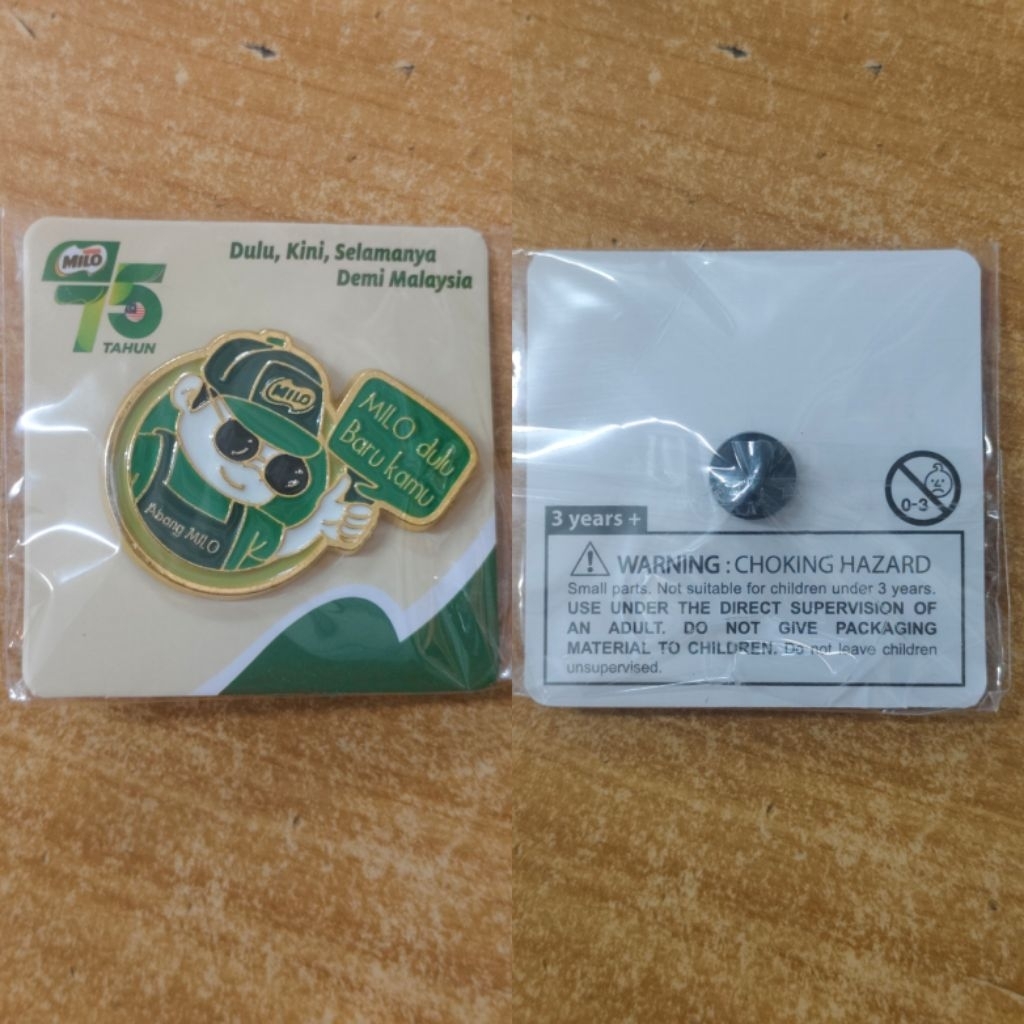 MILO
75
TAHUN
Dulu, Kini, Selamanya
Demi Malaysia
MILO
MILO dulu
Baru kamu
Abang MILO
0-3
3 years +
WARNING : CHOKING HAZARD
Small parts. Not suitable for children under 3 years.
USE UNDER THE DIRECT SUPERVISION OF
AN ADULT. DO NOT GIVE PACKAGING
MATERIAL TO CHILDREN. Do not leave children
unsupervised.